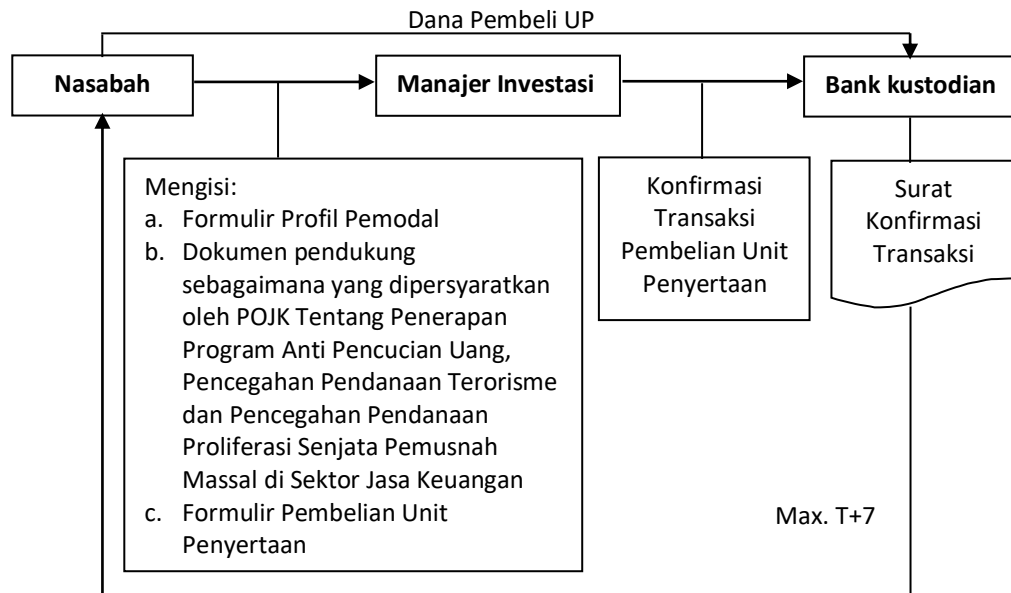 Dana Pembeli UP
Nasabah
Manajer Investasi
Bank kustodian
Mengisi:
a. Formulir Profil Pemodal
b. Dokumen pendukung
sebagaimana yang dipersyaratkan
oleh POJK Tentang Penerapan
Program Anti Pencucian Uang,
Pencegahan Pendanaan Terorisme
dan Pencegahan Pendanaan
Proliferasi Senjata Pemusnah
Massal di Sektor Jasa Keuangan
c. Formulir Pembelian Unit
Penyertaan
Konfirmasi
Transaksi
Pembelian Unit
Penyertaan
Surat
Konfirmasi
Transaksi
Max. T+7